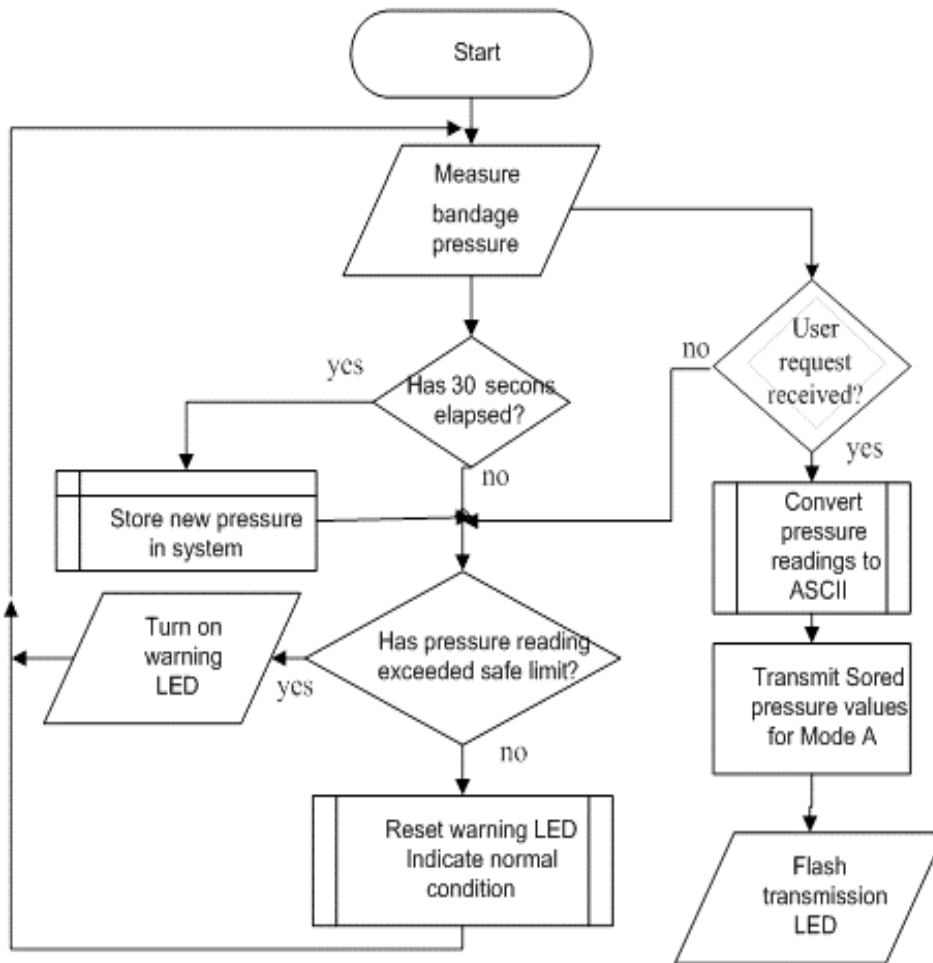 Start
Measure
bandage
pressure
User
request
received?
no
yes
Has 30 secons
elapsed?
yes
no
Store new pressure
in system
Convert
pressure
readings to
ASCII
Turn on
warning
LED
Has pressure reading
exceeded safe limit?
yes
no
Transmit Sored
pressure values
for Mode A
Reset warning LED
Indicate normal
condition
Flash
transmission
LED